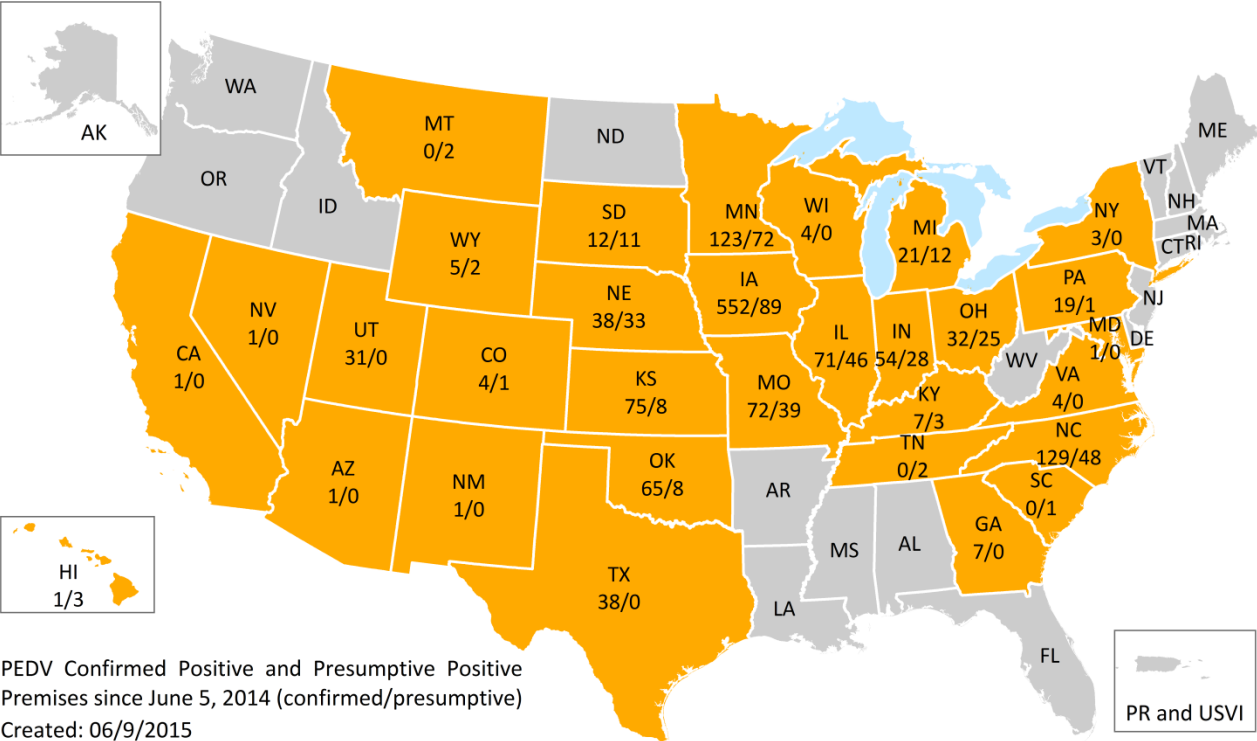 WA
AK
MT
0/2
ND
ME
OR
ID
VT
NH
MA
CT
RI
SD
12/11
MN
123/72
WI
4/0
MI
21/12
NY
3/0
WY
5/2
IA
552/89
PA
19/1
NJ
NE
38/33
OH
32/25
MD
1/0
DE
NV
1/0
UT
31/0
CO
4/1
IL
71/46
IN
54/28
WV
CA
1/0
KS
75/8
MO
72/39
KY
7/3
VA
4/0
AZ
1/0
NM
1/0
OK
65/8
AR
TN
0/2
NC
129/48
SC
0/1
GA
7/0
MS
AL
HI
1/3
TX
38/0
LA
FL
PR and USVI
PEDV Confirmed Positive and Presumptive Positive
Premises since June 5, 2014 (confirmed/presumptive)
Created: 06/9/2015